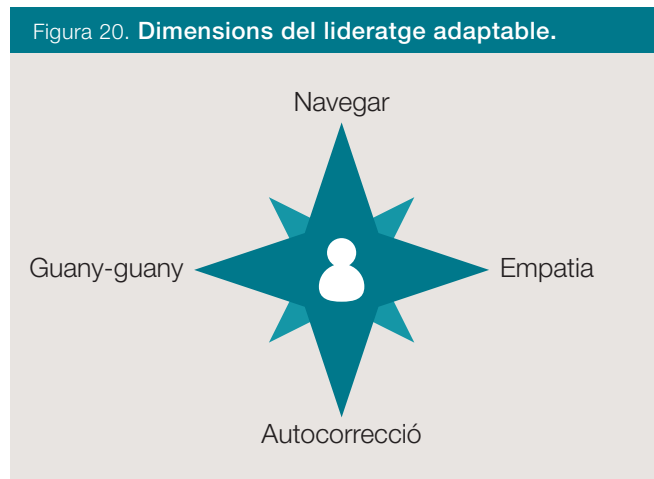 Figura 20. Dimensions del lideratge adaptable.
Navegar
Guany-guany
Empatia
Autocorrecció